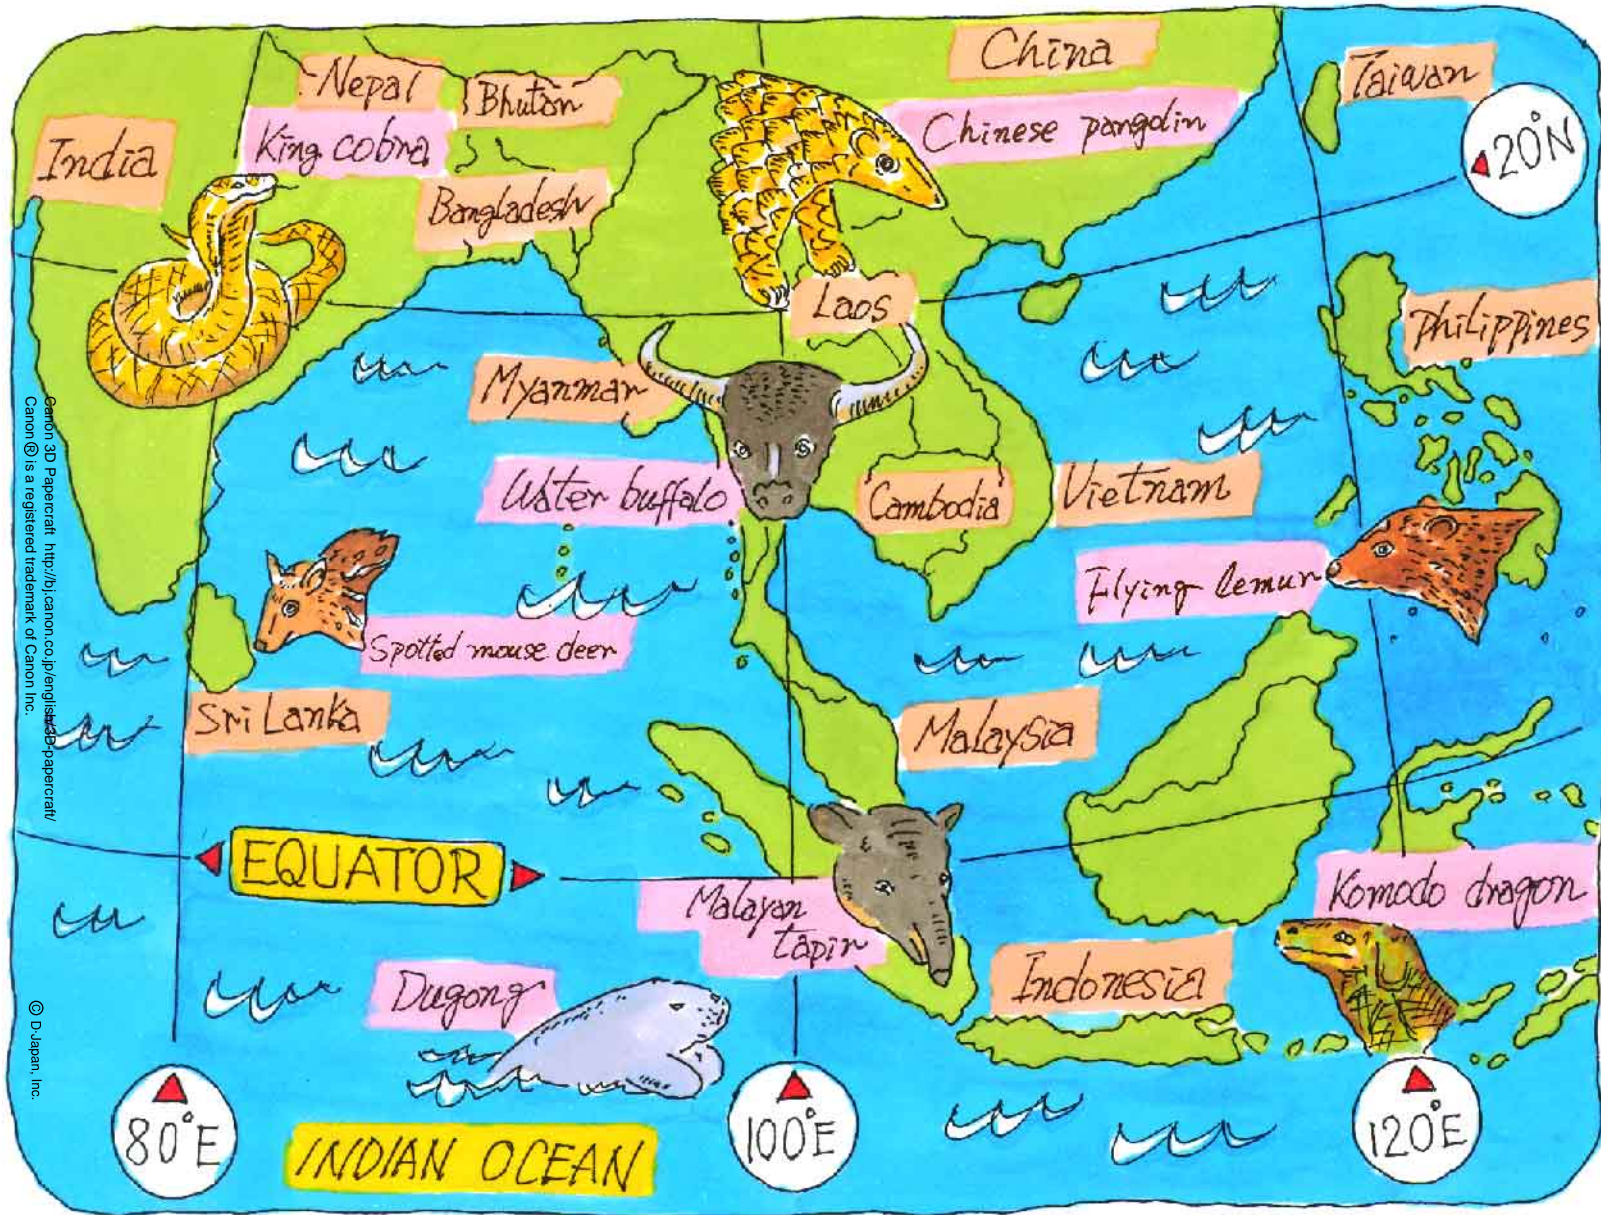 China
Taiwan
Nepal
Bhutan
India
King cobra
Chinese pangolin
20°N
Bangladesh
Laos
Philippines
Myanmar
Water buffalo
Cambodia
Vietnam
Flying lemur
Spotted mouse deer
Sri Lanka
Malaysia
EQUATOR
Malayan
tapir
Komodo dragon
Dugong
Indonesia
80°E
100°E
120°E
INDIAN OCEAN
Canon 3D Papercraft http://bj.canon.co.jp/english/3D-papercraft/
Canon® is a registered trademark of Canon Inc.
© D-Japan, Inc.